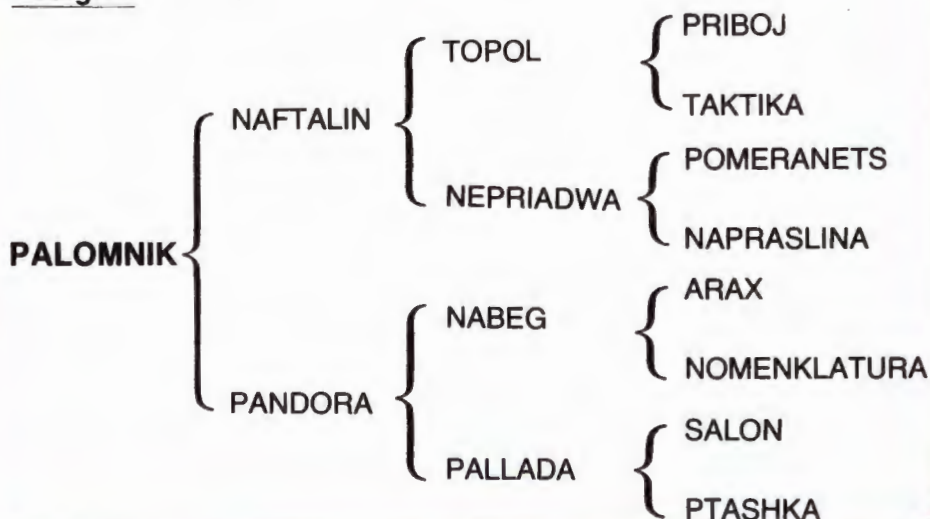 PRIBOJ
TOPOL
TAKTIKA
NAFTALIN
POMERANETS
NEPRIADWA
NAPRASLINA
PALOMNIK
ARAX
NABEG
NOMENKLATURA
PANDORA
SALON
PALLADA
PTASHKA